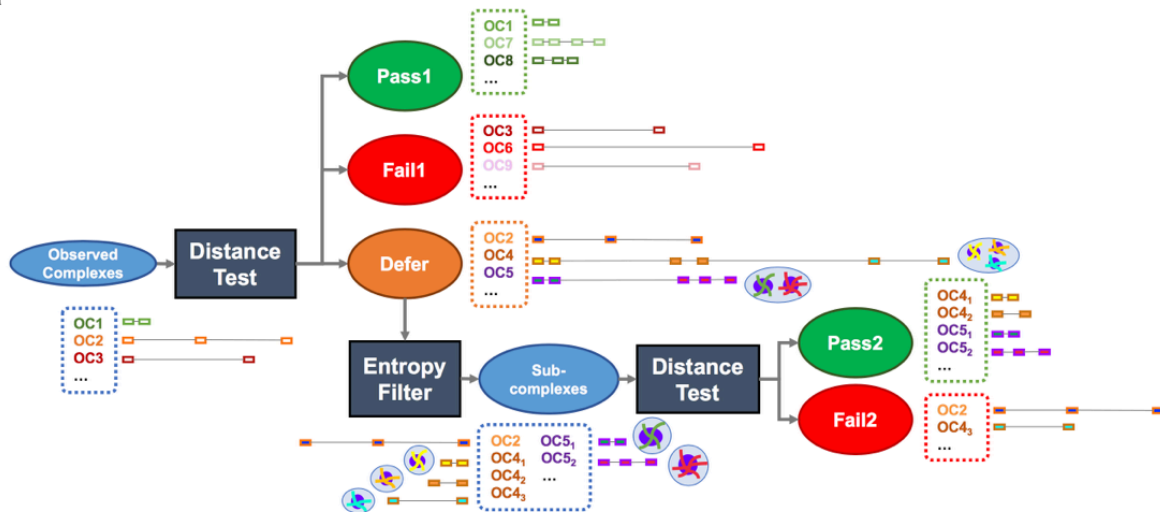 OC1
OC7
OC8
...
Pass1
OC3
OC6
OC9
...
Fail1
Observed
Complexes
Distance
Test
Defer
OC2
OC4
OC5
...
OC1
OC2
OC3
...
Entropy
Filter
Sub-
complexes
Distance
Test
Pass2
OC4₁
OC4₂
OC5₁
OC5₂
...
Fail2
OC2
OC4₃
...
OC2 OC5₁
OC4₁ OC5₂
OC4₂ ...
OC4₃